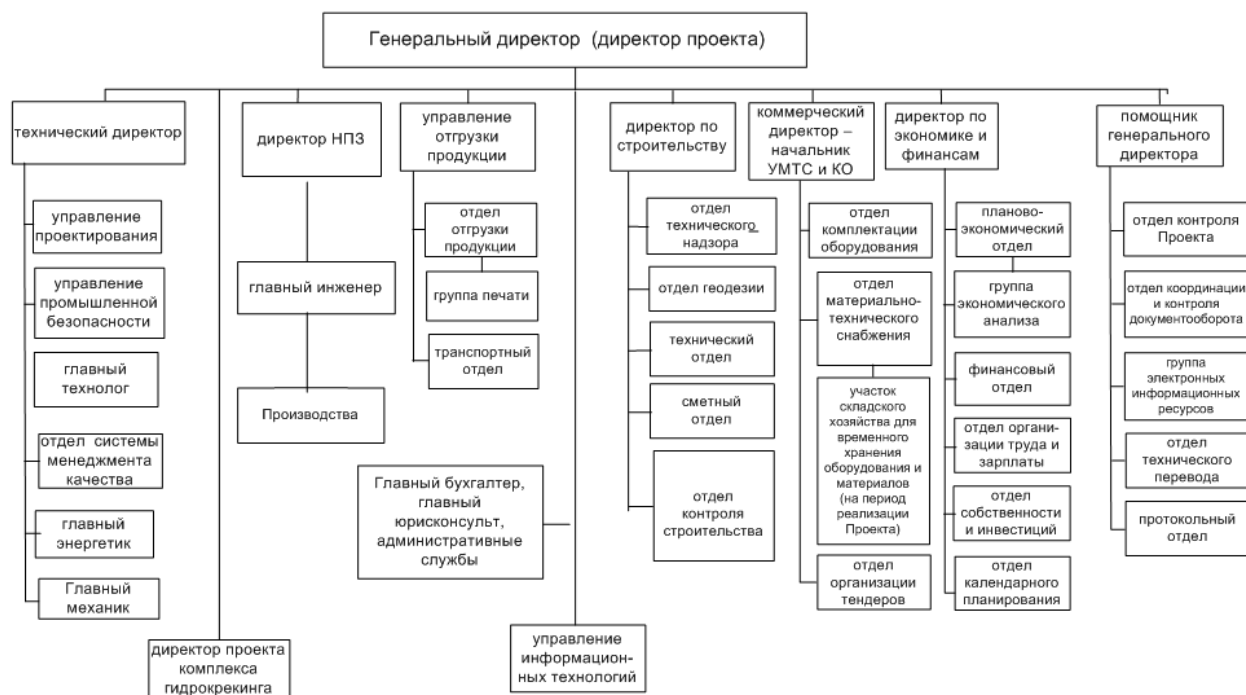 Генеральный директор (директор проекта)
технический директор
управление
проектирования
управление
промышленной
безопасности
главный
технолог
отдел системы
менеджмента
качества
главный
энергетик
Главный
механик
директор проекта
комплекса
гидрокрекинга
директор НПЗ
главный инженер
Производства
управление
отгрузки
продукции
отдел
отгрузки
продукции
группа печати
транспортный
отдел
Главный бухгалтер,
главный
юрисконсульт,
административные
службы
управление
информацион-
ных технологий
директор по
строительству
отдел
технического
надзора
отдел геодезии
технический
отдел
сметный
отдел
отдел
контроля
строительства
коммерческий
директор –
начальник
УМТС и КО
отдел
комплектации
оборудования
отдел
материально-
технического
снабжения
участок
складского
хозяйства для
временного
хранения
оборудования и
материалов
(на период
реализации
Проекта)
отдел
организации
тендеров
директор по
экономике и
финансам
планово-
экономический
отдел
группа
экономического
анализа
финансовый
отдел
отдел органи-
зации труда и
зарплаты
отдел
собственности
и инвестиций
отдел
календарного
планирования
помощник
генерального
директора
отдел контроля
Проекта
отдел координации
и контроля
документооборота
группа
электронных
информационных
ресурсов
отдел
технического
перевода
протокольный
отдел